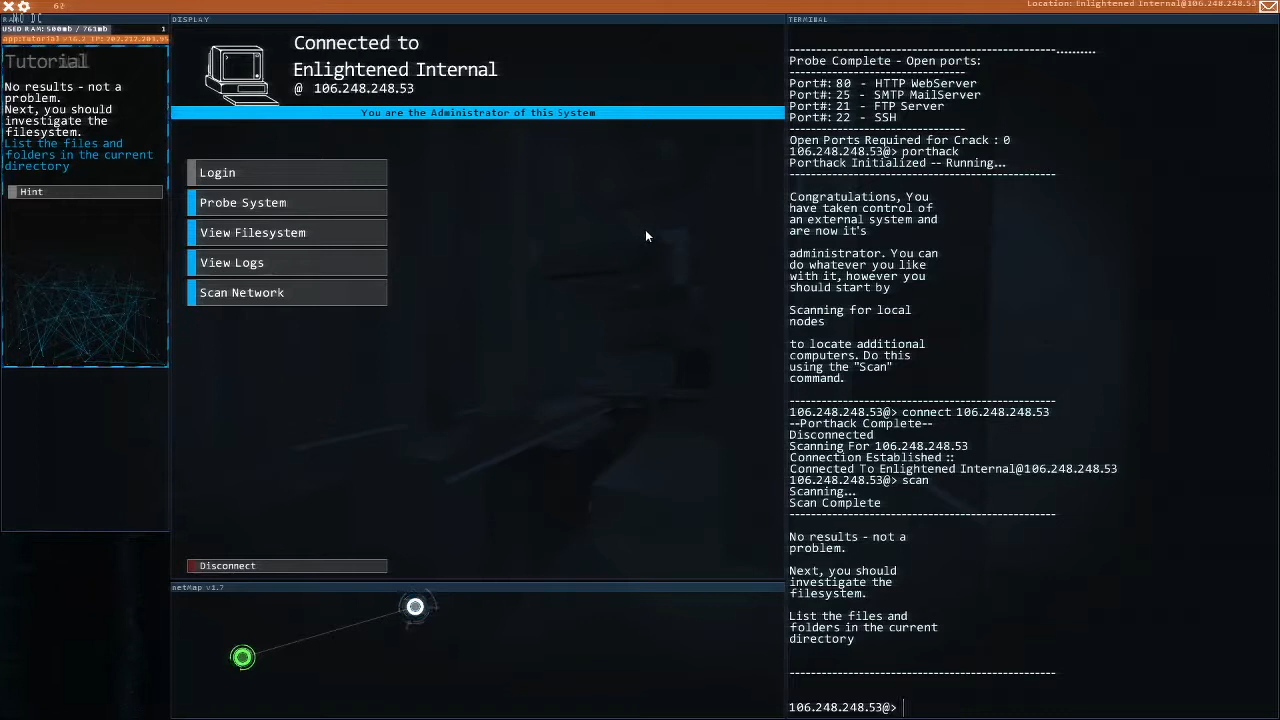 62
Location: Enlightened Internal@106.248.248.53
DISPLAY
TERMINAL
USED RAM: 500mb / 761mb 1
Tutorial
No results - not a
problem.
Next, you should
investigate the
filesystem.
List the files and
folders in the current
directory
Hint
Connected to
Enlightened Internal
@ 106.248.248.53
You are the Administrator of this System
Login
Probe System
View Filesystem
View Logs
Scan Network
Disconnect
netMap v1.7
---------------------------------------------------..........
Probe Complete - Open ports:
---------------------------------
Port#: 80 - HTTP WebServer
Port#: 25 - SMTP MailServer
Port#: 21 - FTP Server
Port#: 22 - SSH
---------------------------------
Open Ports Required for Crack : 0
106.248.248.53@> porthack
Porthack Initialized -- Running...
---------------------------------------------------
Congratulations, You
have taken control of
an external system and
are now it's
administrator. You can
do whatever you like
with it, however you
should start by
Scanning for local
nodes
to locate additional
computers. Do this
using the "Scan"
command.
---------------------------------------------------
106.248.248.53@> connect 106.248.248.53
--Porthack Complete--
Disconnected
Scanning For 106.248.248.53
Connection Established ::
Connected To Enlightened Internal@106.248.248.53
106.248.248.53@> scan
Scanning...
Scan Complete
---------------------------------------------------
No results - not a
problem.
Next, you should
investigate the
filesystem.
List the files and
folders in the current
directory
---------------------------------------------------
106.248.248.53@>